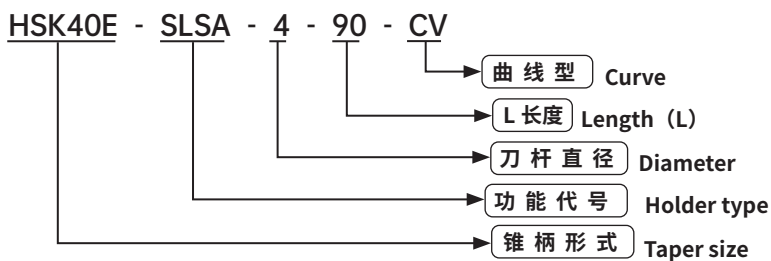 HSK40E - SLSA - 4 - 90 - CV
曲 线 型 Curve
L 长度 Length（L）
刀 杆 直 径 Diameter
功 能 代 号 Holder type
锥 柄 形 式 Taper size